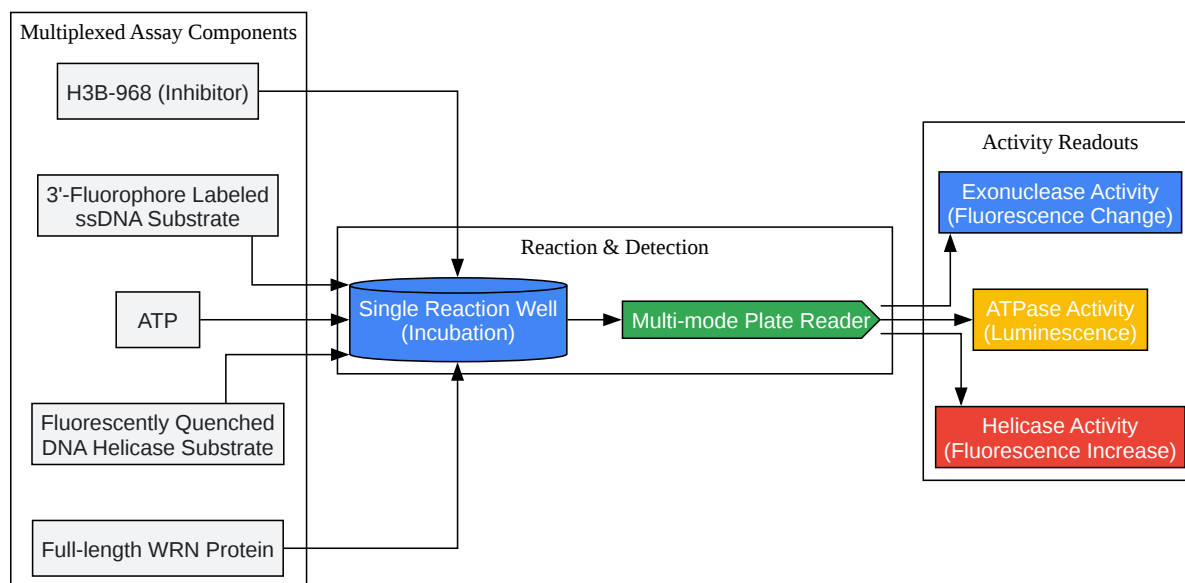 Multiplexed Assay Components
H3B-968 (Inhibitor)
3'-Fluorophore Labeled
ssDNA Substrate
ATP
Fluorescently Quenched
DNA Helicase Substrate
Full-length WRN Protein
Reaction & Detection
Single Reaction Well
(Incubation)
Multi-mode Plate Reader
Activity Readouts
Exonuclease Activity
(Fluorescence Change)
ATPase Activity
(Luminescence)
Helicase Activity
(Fluorescence Increase)